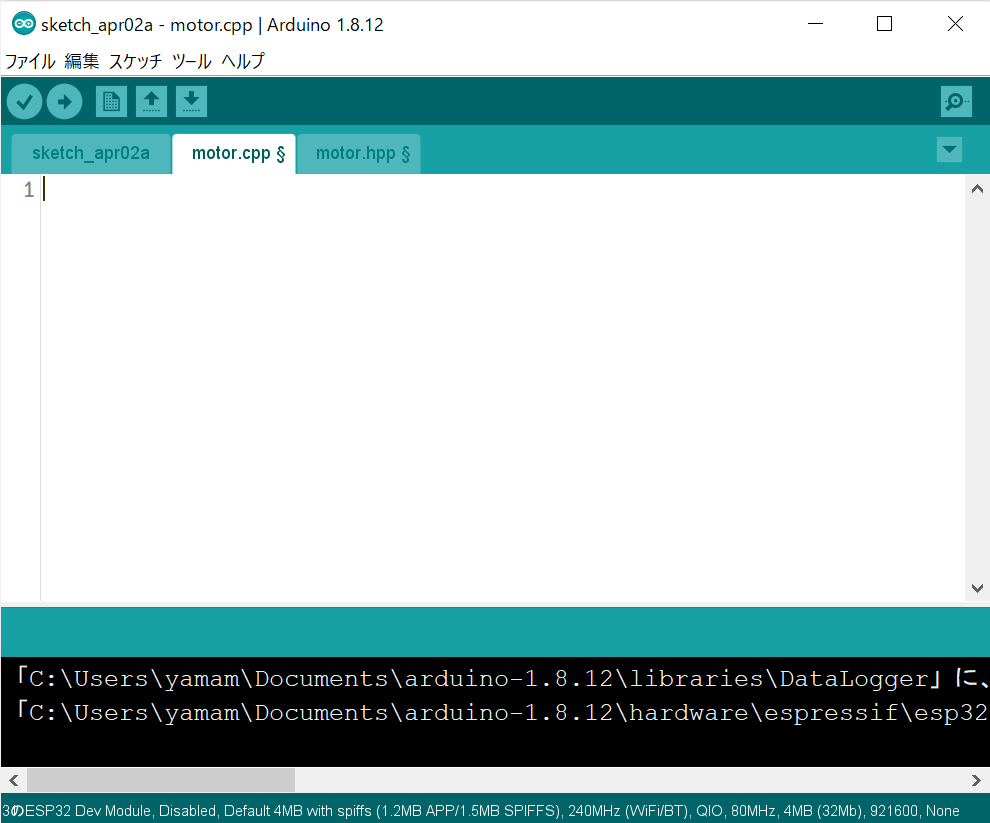 sketch_apr02a - motor.cpp | Arduino 1.8.12
ファイル 編集 スケッチ ツール ヘルプ
sketch_apr02a motor.cpp § motor.hpp §
1
「C:\Users\yamam\Documents\arduino-1.8.12\libraries\DataLogger」に、
「C:\Users\yamam\Documents\arduino-1.8.12\hardware\espressif\esp32
3のESP32 Dev Module, Disabled, Default 4MB with spiffs (1.2MB APP/1.5MB SPIFFS), 240MHz (WiFi/BT), QIO, 80MHz, 4MB (32Mb), 921600, None